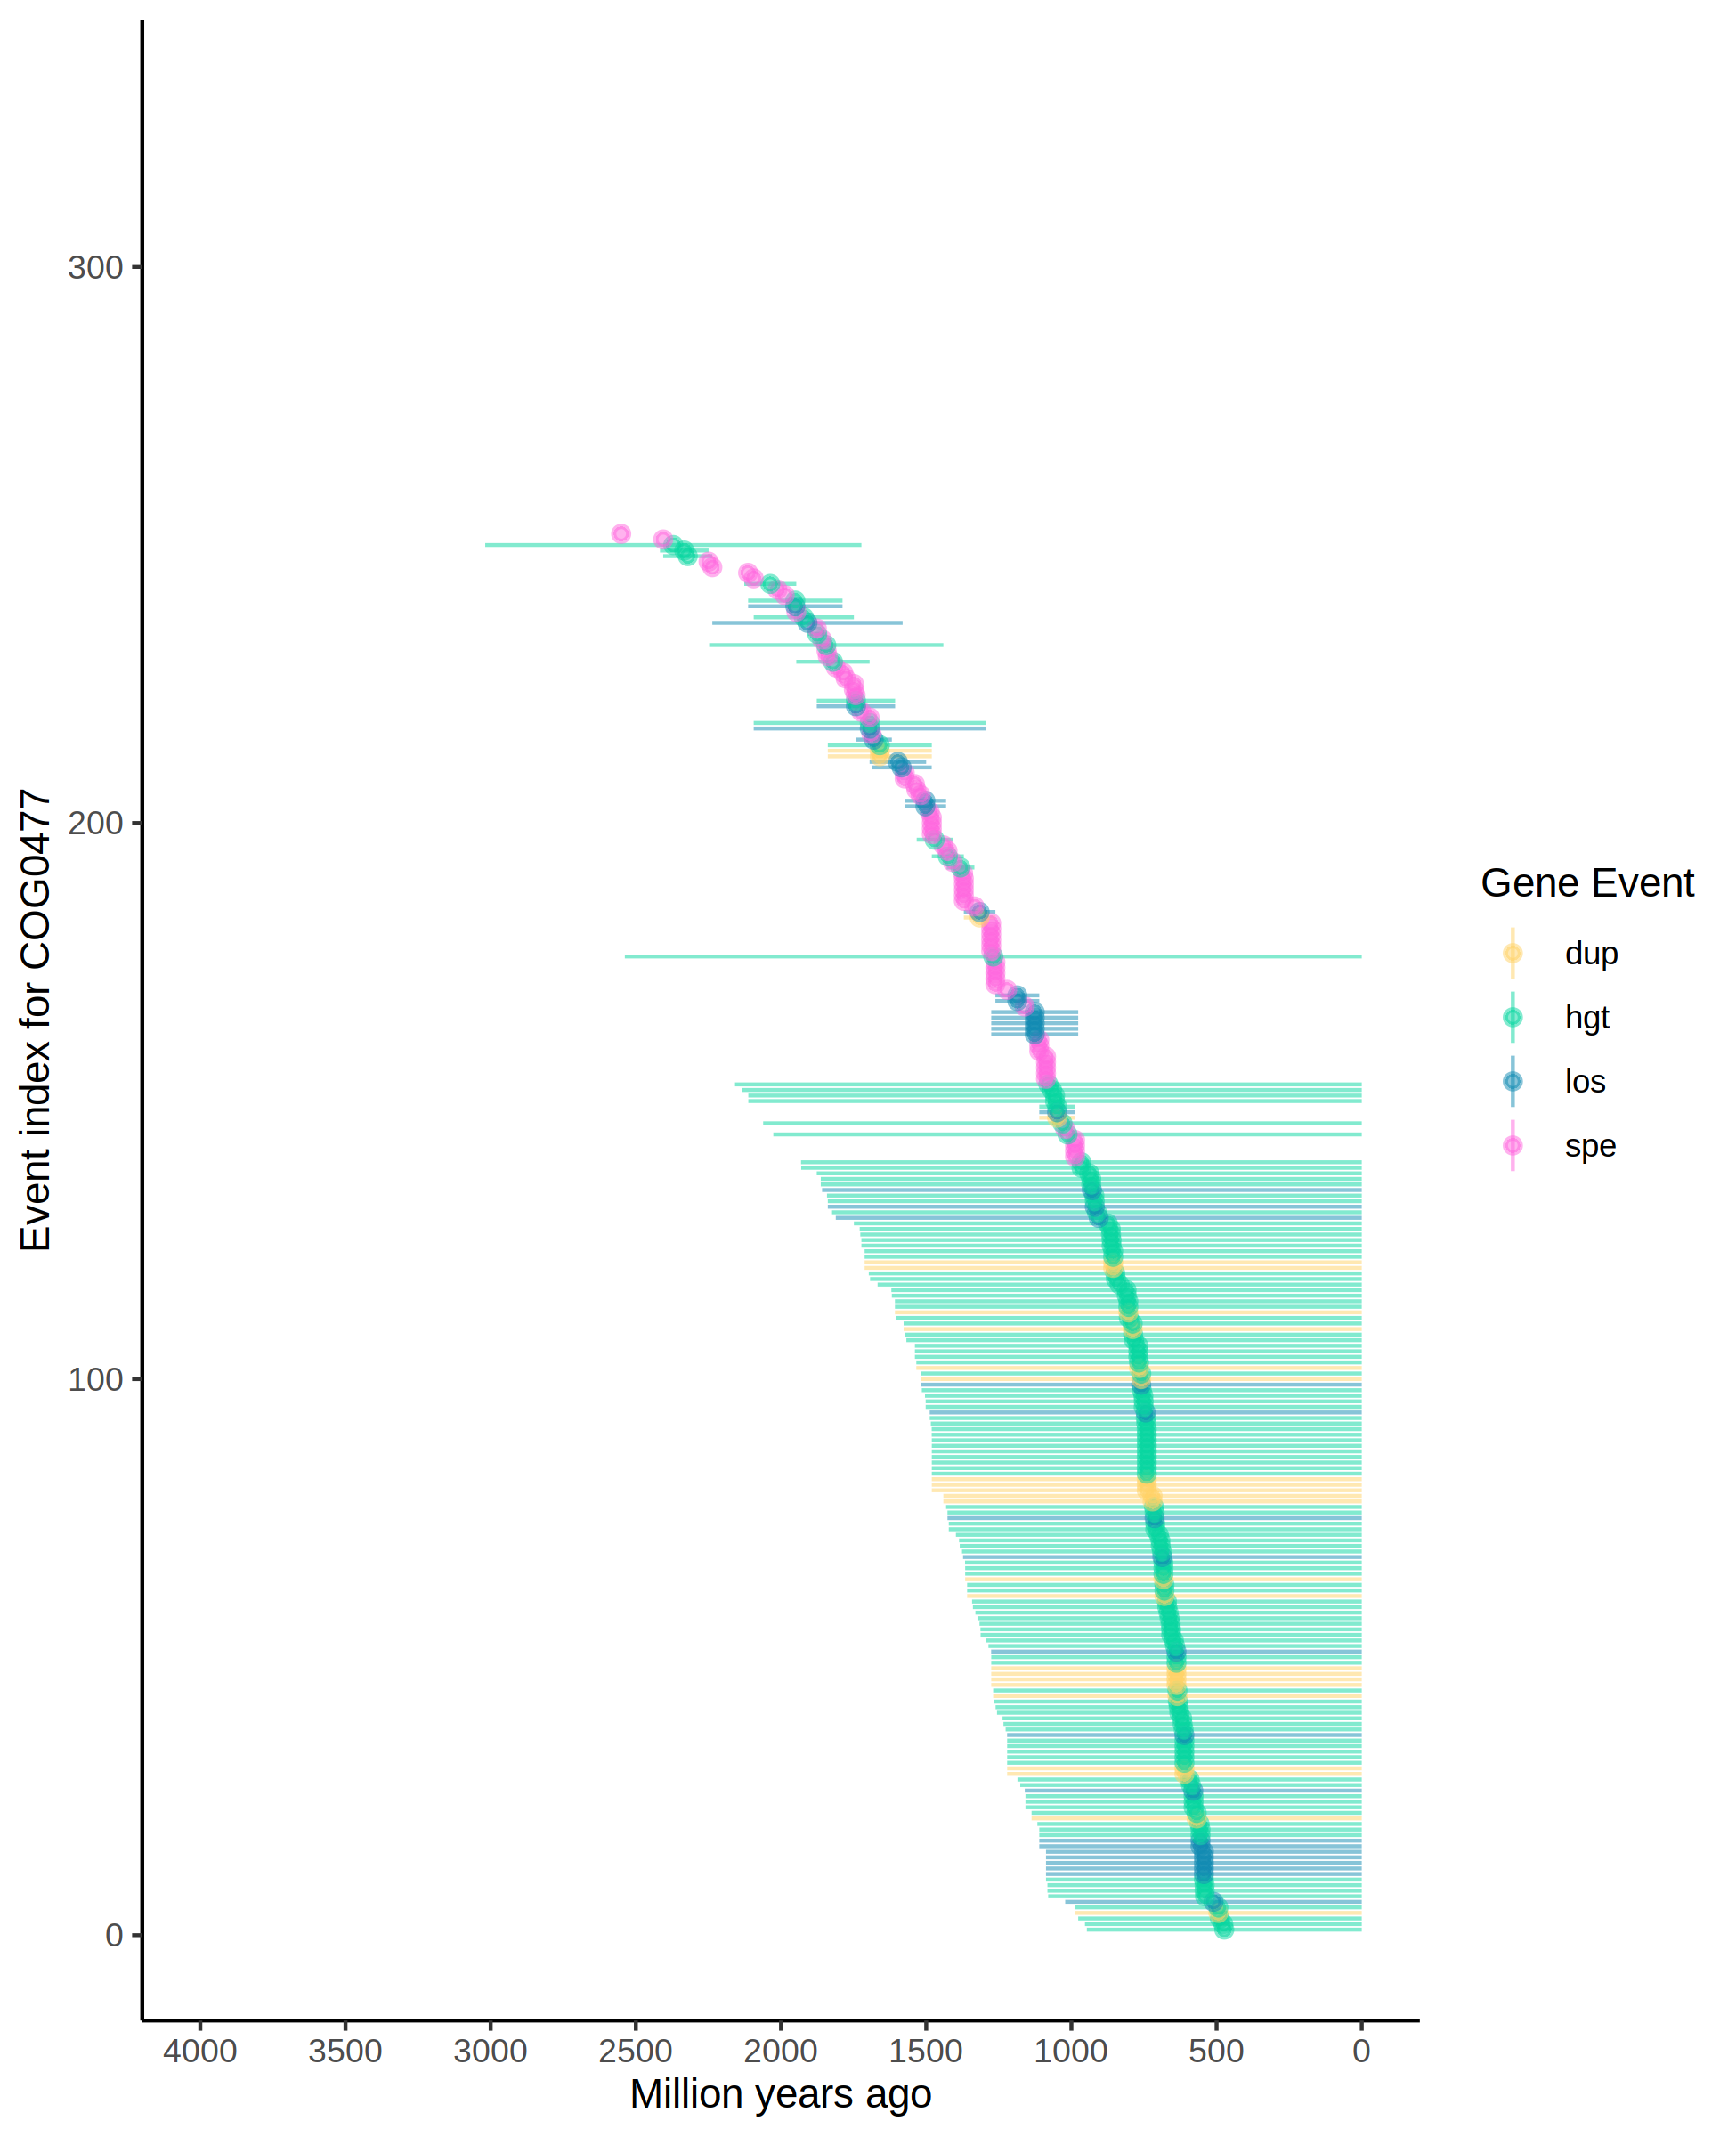 Event index for COG0477
300
200
100
0
4000 3500 3000 2500 2000 1500 1000 500 0
Million years ago
Gene Event
dup
hgt
los
spe